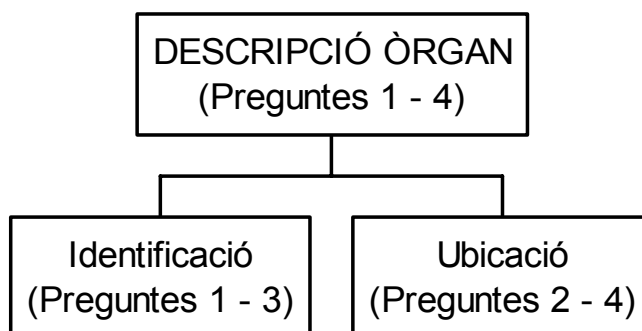 DESCRIPCIÓ ÒRGAN
(Preguntes 1 - 4)
Identificació
(Preguntes 1 - 3)
Ubicació
(Preguntes 2 - 4)